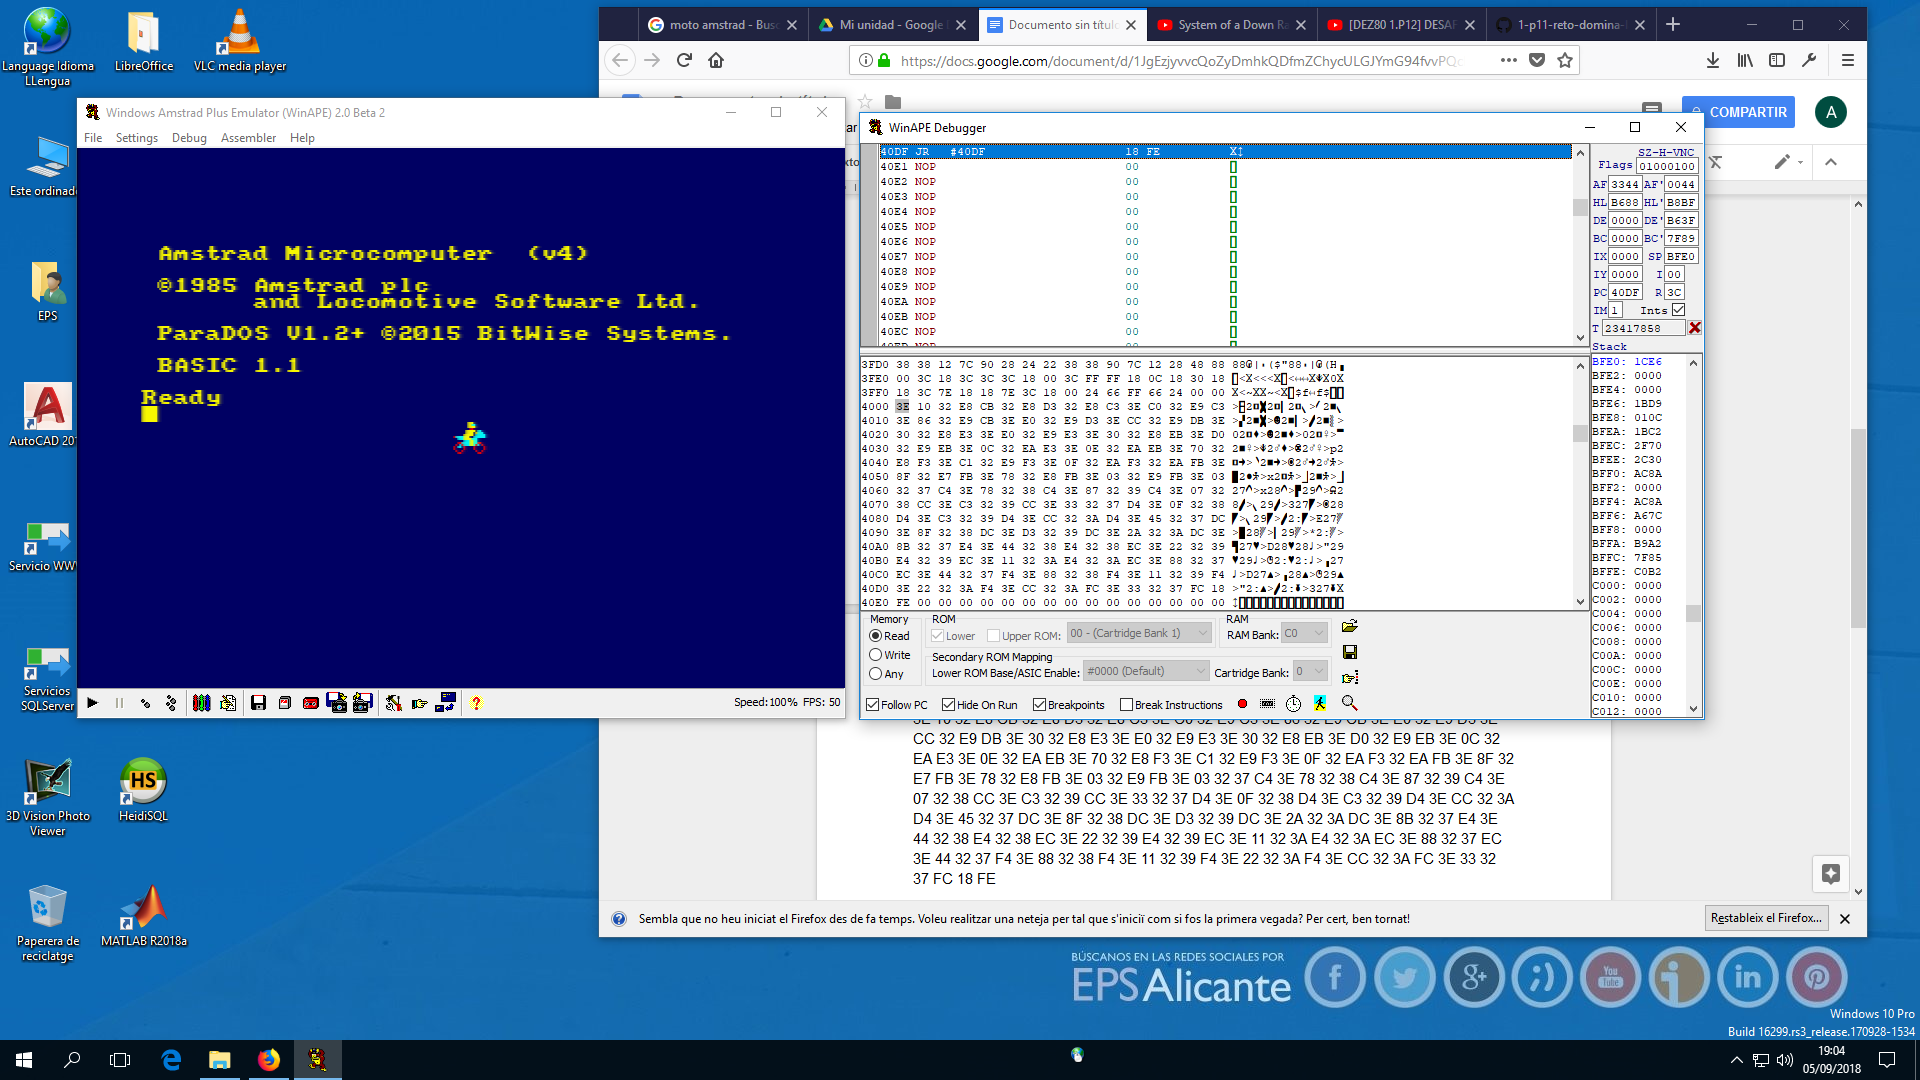 Language Idioma
LLengua
LibreOffice
VLC media player
Este ordinado
EPS
AutoCAD 201
Servicio WWW
Servicios
SQLServer
3D Vision Photo
Viewer
HeidiSQL
Paperera de
reciclatge
MATLAB R2018a
moto amstrad - Busc
Mi unidad - Google
Documento sin título
System of a Down Ra
[DEZ80 1.P12] DESAF
1-p11-reto-domina-
https://docs.google.com/document/d/1JgEzjyvvcQoZyDmhkQDfmZChycULGJYmG94fvvPQc
COMPARTIR
A
Windows Amstrad Plus Emulator (WinAPE) 2.0 Beta 2
File Settings Debug Assembler Help
Amstrad Microcomputer (v4)
©1985 Amstrad plc
and Locomotive Software Ltd.
ParaDOS V1.2+ ©2015 BitWise Systems.
BASIC 1.1
Ready
Speed:100% FPS: 50
WinAPE Debugger
40DF JR #40DF 18 FE
40E1 NOP 00
40E2 NOP 00
40E3 NOP 00
40E4 NOP 00
40E5 NOP 00
40E6 NOP 00
40E7 NOP 00
40E8 NOP 00
40E9 NOP 00
40EA NOP 00
40EB NOP 00
40EC NOP 00
SZ-H-VNC
Flags 01000100
AF 3344 AF' 0044
HL B688 HL' B8BF
DE 0000 DE' B63F
BC 0000 BC' 7F89
IX 0000 SP BFE0
IY 0000 I 00
PC 40DF R 3C
IM 1 Ints
T 23417858
Stack
BFE0: 1CE6
BFE2: 0000
BFE4: 0000
BFE6: 1BD9
BFE8: 010C
BFEA: 1BC2
BFEC: 2F70
BFEE: 2C30
BFF0: AC8A
BFF2: 0000
BFF4: AC8A
BFF6: A67C
BFF8: 0000
BFFA: B9A2
BFFC: 7F85
BFFE: C0B2
C000: 0000
C002: 0000
C004: 0000
C006: 0000
C008: 0000
C00A: 0000
C00C: 0000
C00E: 0000
C010: 0000
C012: 0000
3FD0 38 38 12 7C 90 28 24 22 38 38 90 7C 12 28 48 88
3FE0 00 3C 18 3C 3C 3C 18 00 3C FF FF 18 0C 18 30 18
3FF0 18 3C 7E 18 18 7E 3C 18 00 24 66 FF 66 24 00 00
4000 3E 10 32 E8 CB 32 E8 D3 32 E8 C3 3E C0 32 E9 C3
4010 3E 86 32 E9 CB 3E E0 32 E9 D3 3E CC 32 E9 DB 3E
4020 30 32 E8 E3 3E E0 32 E9 E3 3E 30 32 E8 EB 3E D0
4030 32 E9 EB 3E 0C 32 EA E3 3E 0E 32 EA EB 3E 70 32
4040 E8 F3 3E C1 32 E9 F3 3E 0F 32 EA F3 32 EA FB 3E
4050 8F 32 E7 FB 3E 78 32 E8 FB 3E 03 32 E9 FB 3E 03
4060 32 37 C4 3E 78 32 38 C4 3E 87 32 39 C4 3E 07 32
4070 38 CC 3E C3 32 39 CC 3E 33 32 37 D4 3E 0F 32 38
4080 D4 3E C3 32 39 D4 3E CC 32 3A D4 3E 45 32 37 DC
4090 3E 8F 32 38 DC 3E D3 32 39 DC 3E 2A 32 3A DC 3E
40A0 8B 32 37 E4 3E 44 32 38 E4 32 38 EC 3E 22 32 39
40B0 E4 32 39 EC 3E 11 32 3A E4 32 3A EC 3E 88 32 37
40C0 EC 3E 44 32 37 F4 3E 88 32 38 F4 3E 11 32 39 F4
40D0 3E 22 32 3A F4 3E CC 32 3A FC 3E 33 32 37 FC 18
40E0 FE 00 00 00 00 00 00 00 00 00 00 00 00 00 00 00
Memory
Read
Write
Any
ROM
Lower Upper ROM: 00 - (Cartridge Bank 1)
RAM
RAM Bank: C0
Secondary ROM Mapping
Lower ROM Base/ASIC Enable: #0000 (Default) Cartridge Bank: 0
Follow PC Hide On Run Breakpoints Break Instructions
CC 32 E9 DB 3E 30 32 E8 E3 3E E0 32 E9 E3 3E 30 32 E8 EB 3E D0 32 E9 EB 3E 0C 32
EA E3 3E 0E 32 EA EB 3E 70 32 E8 F3 3E C1 32 E9 F3 3E 0F 32 EA F3 32 EA FB 3E 8F 32
E7 FB 3E 78 32 E8 FB 3E 03 32 E9 FB 3E 03 32 37 C4 3E 78 32 38 C4 3E 87 32 39 C4 3E
07 32 38 CC 3E C3 32 39 CC 3E 33 32 37 D4 3E 0F 32 38 D4 3E C3 32 39 D4 3E CC 32 3A
D4 3E 45 32 37 DC 3E 8F 32 38 DC 3E D3 32 39 DC 3E 2A 32 3A DC 3E 8B 32 37 E4 3E
44 32 38 E4 32 38 EC 3E 22 32 39 E4 32 39 EC 3E 11 32 3A E4 32 3A EC 3E 88 32 37 EC
3E 44 32 37 F4 3E 88 32 38 F4 3E 11 32 39 F4 3E 22 32 3A F4 3E CC 32 3A FC 3E 33 32
37 FC 18 FE
Sembla que no heu iniciat el Firefox des de fa temps. Voleu realitzar una neteja per tal que s'iniciï com si fos la primera vegada? Per cert, ben tornat!
Restableix el Firefox...
BÚSCANOS EN LAS REDES SOCIALES POR
EPS Alicante
Windows 10 Pro
Build 16299.rs3_release.170928-1534
19:04
05/09/2018